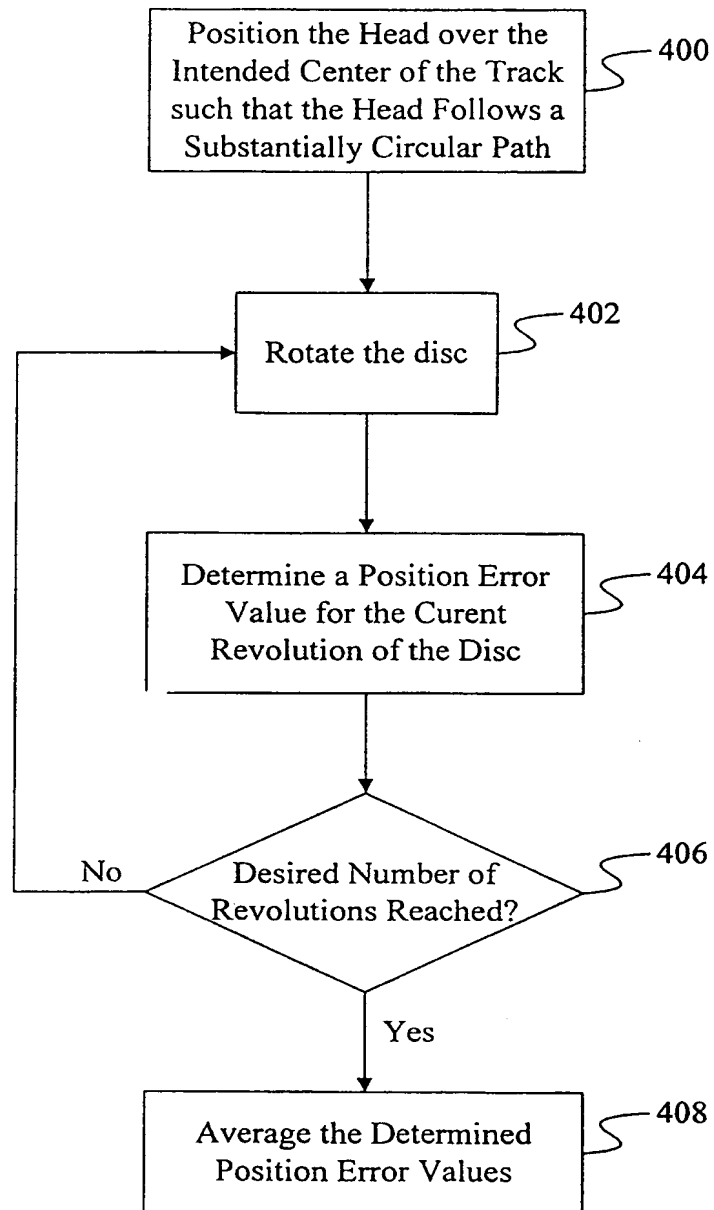 Position the Head over the
Intended Center of the Track
such that the Head Follows a
Substantially Circular Path
400
Rotate the disc
402
Determine a Position Error
Value for the Curent
Revolution of the Disc
404
Desired Number of
Revolutions Reached?
406
No
Yes
Average the Determined
Position Error Values
408